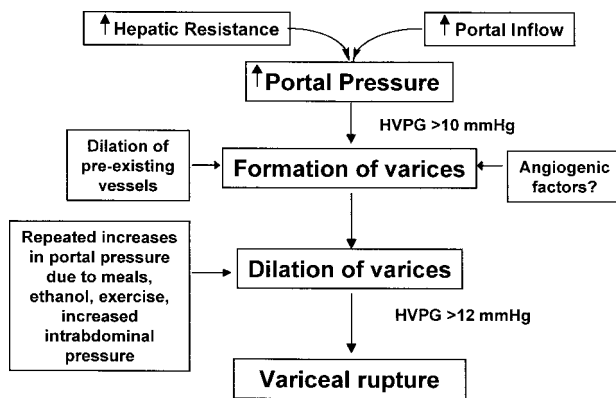 ↑Hepatic Resistance
↑Portal Inflow
↑Portal Pressure
HVPG >10 mmHg
Dilation of
pre-existing
vessels
Formation of varices
Angiogenic
factors?
Repeated increases
in portal pressure
due to meals,
ethanol, exercise,
increased
intrabdominal
pressure
Dilation of varices
HVPG >12 mmHg
Variceal rupture